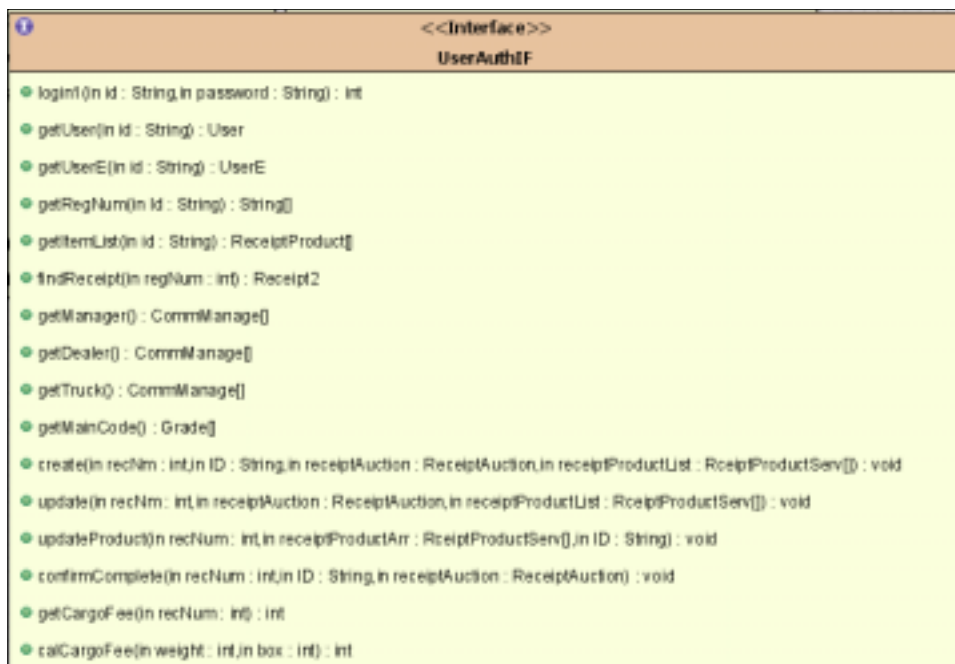 <<Interface>>
UserAuthIF
login1(in id : String,in password : String) : int
getUser(in id : String) : User
getUserE(in id : String) : UserE
getRegNum(in Id : String) : String[]
getItemList(in id : String) : ReceiptProduct[]
findReceipt(in regNum : int) : Receipt2
getManager() : CommManage[]
getDealer() : CommManage[]
getTruck() : CommManage[]
getMainCode() : Grade[]
create(in recNm : int,in ID : String,in receiptAuction : ReceiptAuction,in receiptProductList : RceiptProductServ[]) : void
update(in recNm : int,in receiptAuction : ReceiptAuction,in receiptProductList : RceiptProductServ[]) : void
updateProduct(in recNum : int,in receiptProductArr : RceiptProductServ[],in ID : String) : void
confirmComplete(in recNum : int,in ID : String,in receiptAuction : ReceiptAuction) : void
getCargoFee(in recNum : int) : int
calCargoFee(in weight : int,in box : int) : int